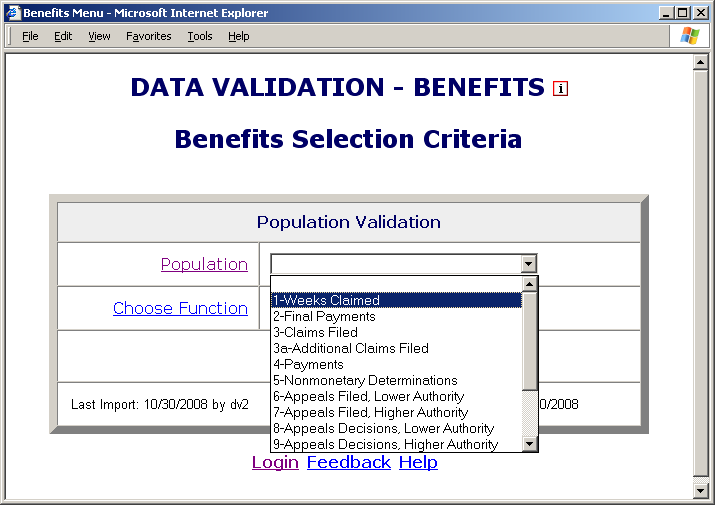 Benefits Menu - Microsoft Internet Explorer
File Edit View Favorites Tools Help
DATA VALIDATION - BENEFITS i
Benefits Selection Criteria
Population Validation
Population
1-Weeks Claimed
Choose Function
2-Final Payments
3-Claims Filed
3a-Additional Claims Filed
4-Payments
5-Nonmonetary Determinations
6-Appeals Filed, Lower Authority
Last Import: 10/30/2008 by dv2
0/2008
7-Appeals Filed, Higher Authority
8-Appeals Decisions, Lower Authority
9-Appeals Decisions, Higher Authority
Login Feedback Help